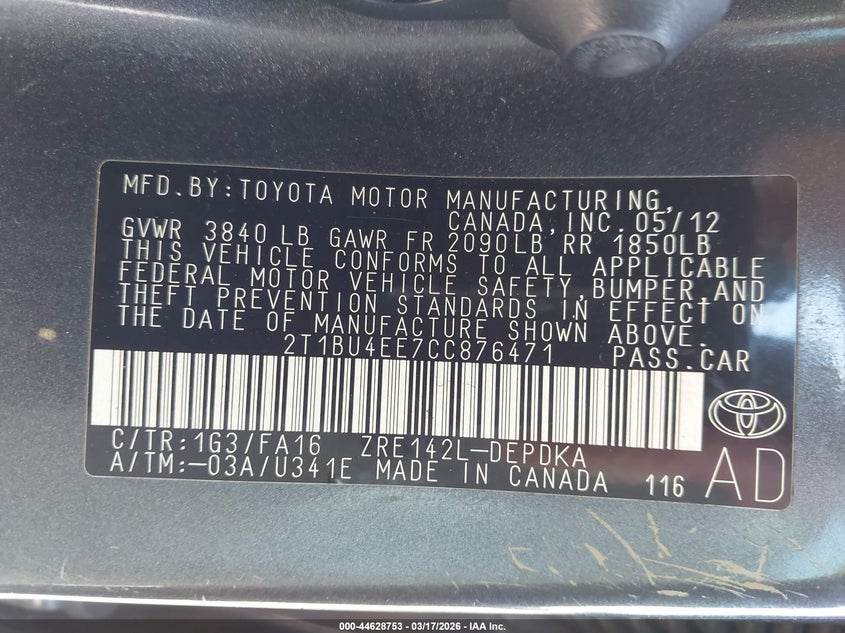 MFD.BY:TOYOTA MOTOR MANUFACTURING,
CANADA,INC.05/12
GVWR 3840 LB GAWR FR 2090LB RR 1850LB
THIS VEHICLE CONFORMS TO ALL APPLICABLE
FEDERAL MOTOR VEHICLE SAFETY,BUMPER,AND
THEFT PREVENTION STANDARDS IN EFFECT ON
THE DATE OF MANUFACTURE SHOWN ABOVE.
2T1BU4EE7CC876471 PASS.CAR
C/TR:1G3/FA16 ZRE142L-DEPDKA
A/TM:-03A/U341E MADE IN CANADA 116 AD
000-44628753 - 03/17/2026 - IAA Inc.